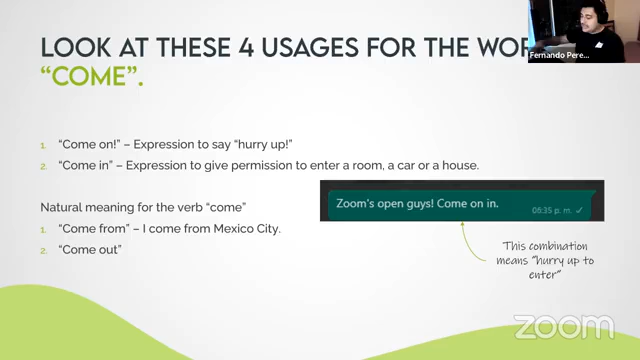 LOOK AT THESE 4 USAGES FOR THE
“COME”.
Fernando Pere...
1. “Come on!” – Expression to say “hurry up!”
2. “Come in” – Expression to give permission to enter a room, a car or a house.
Zoom's open guys! Come on in.
06:35 p. m. ✓
Natural meaning for the verb “come”
1. “Come from” – I come from Mexico City.
2. “Come out”
This combination
means “hurry up to
enter”
zoom